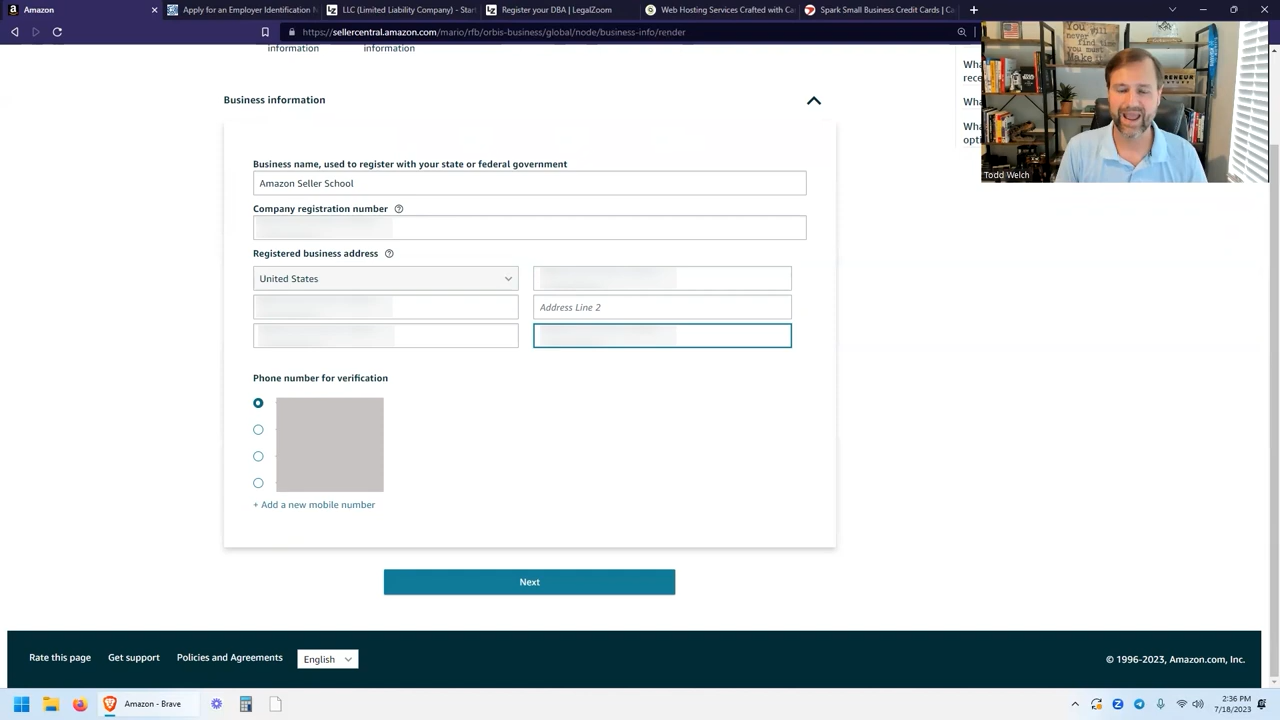 Amazon
Apply for an Employer Identification N
LLC (Limited Liability Company) - Star
Register your DBA | LegalZoom
Web Hosting Services Crafted with Ca
Spark Small Business Credit Cards | Ca
https://sellercentral.amazon.com/mario/rfb/orbis-business/global/node/business-info/render
information
information
Business information
Business name, used to register with your state or federal government
Amazon Seller School
Company registration number
Registered business address
United States
Address Line 2
Phone number for verification
+ Add a new mobile number
Next
Rate this page
Get support
Policies and Agreements
English
© 1996-2023, Amazon.com, Inc.
Todd Welch
Amazon - Brave
2:36 PM
7/18/2023